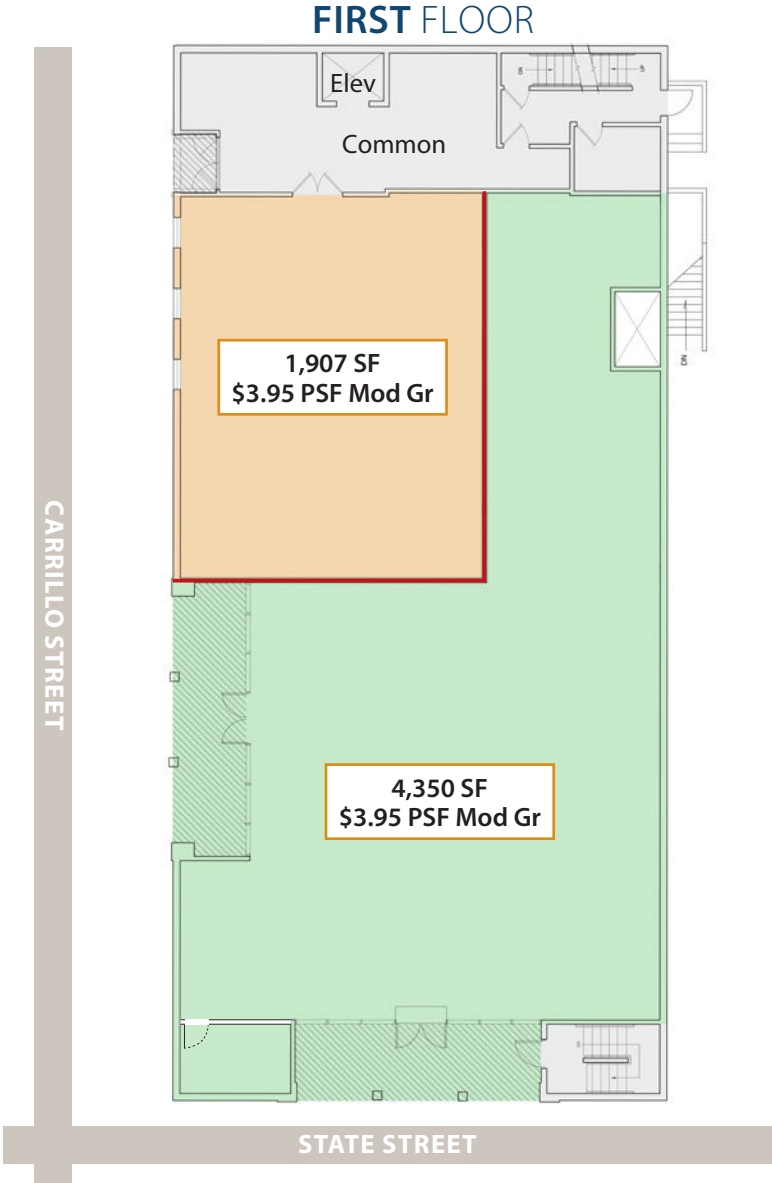 FIRST FLOOR
Elev
Common
1,907 SF
$3.95 PSF Mod Gr
DN
CARRILLO STREET
4,350 SF
$3.95 PSF Mod Gr
STATE STREET